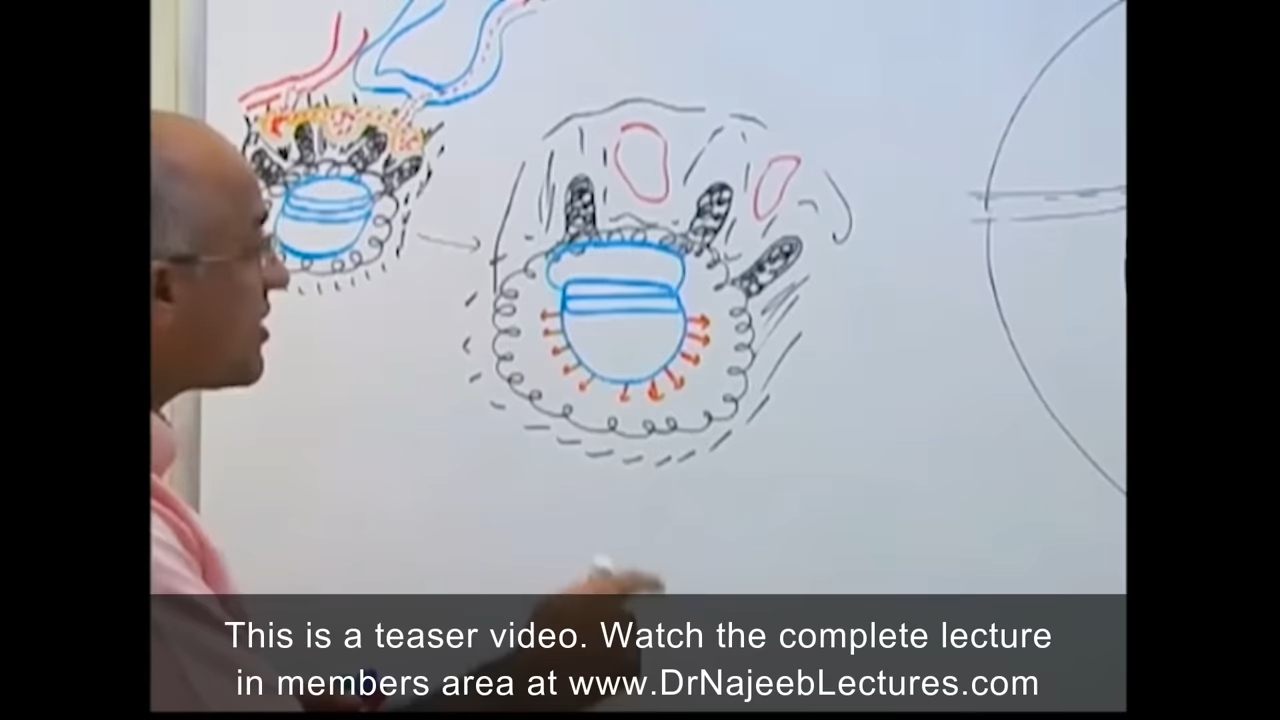 This is a teaser video. Watch the complete lecture
in members area at www.DrNajeebLectures.com